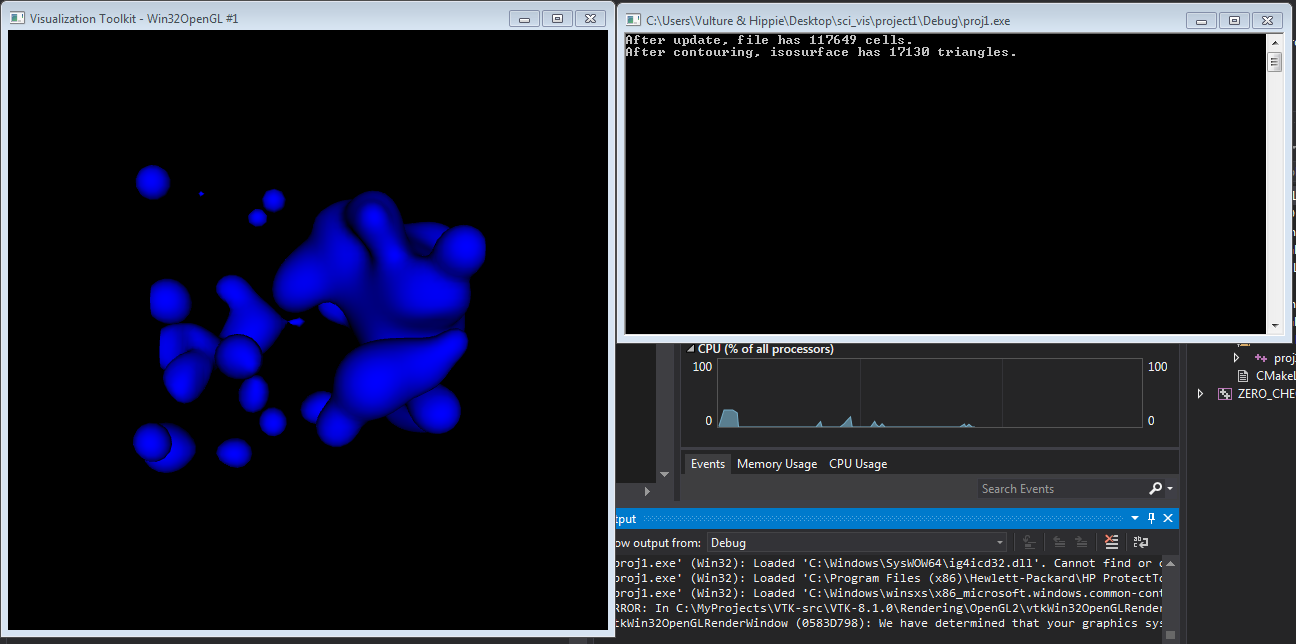 Visualization Toolkit - Win32OpenGL #1
C:\Users\Vulture & Hippie\Desktop\sci_vis\project1\Debug\proj1.exe
After update, file has 117649 cells.
After contouring, isosurface has 17130 triangles.
CPU (% of all processors)
100 100
0 0
proj
CMakeL
ZERO_CHE
Events Memory Usage CPU Usage
Search Events
tput
ow output from: Debug
proj1.exe' (Win32): Loaded 'C:\Windows\SysWOW64\ig4icd32.dll'. Cannot find or
proj1.exe' (Win32): Loaded 'C:\Program Files (x86)\Hewlett-Packard\HP ProtectTo
proj1.exe' (Win32): Loaded 'C:\Windows\winsxs\x86_microsoft.windows.common-cont
RROR: In C:\MyProjects\VTK-src\VTK-8.1.0\Rendering\OpenGL2\vtkWin32OpenGLRender
tkWin32OpenGLRenderWindow (0583D798): We have determined that your graphics sys